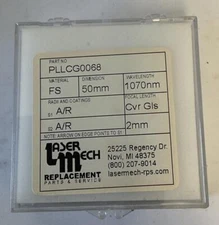 PART NO
PLLCG0068
MATERIAL DIMENSION WAVELENGTH
FS 50mm 1070nm
RADII AND COATINGS FOCAL LENGTH
S1 A/R Cvr Gls
S2 A/R 2mm
NOTE: ARROW ON EDGE POINTS TO S1
LASER MECH
REPLACEMENT
PARTS & SERVICE
25225 Regency Dr.
Novi, MI 48375
(800) 207-9014
lasermech-rps.com